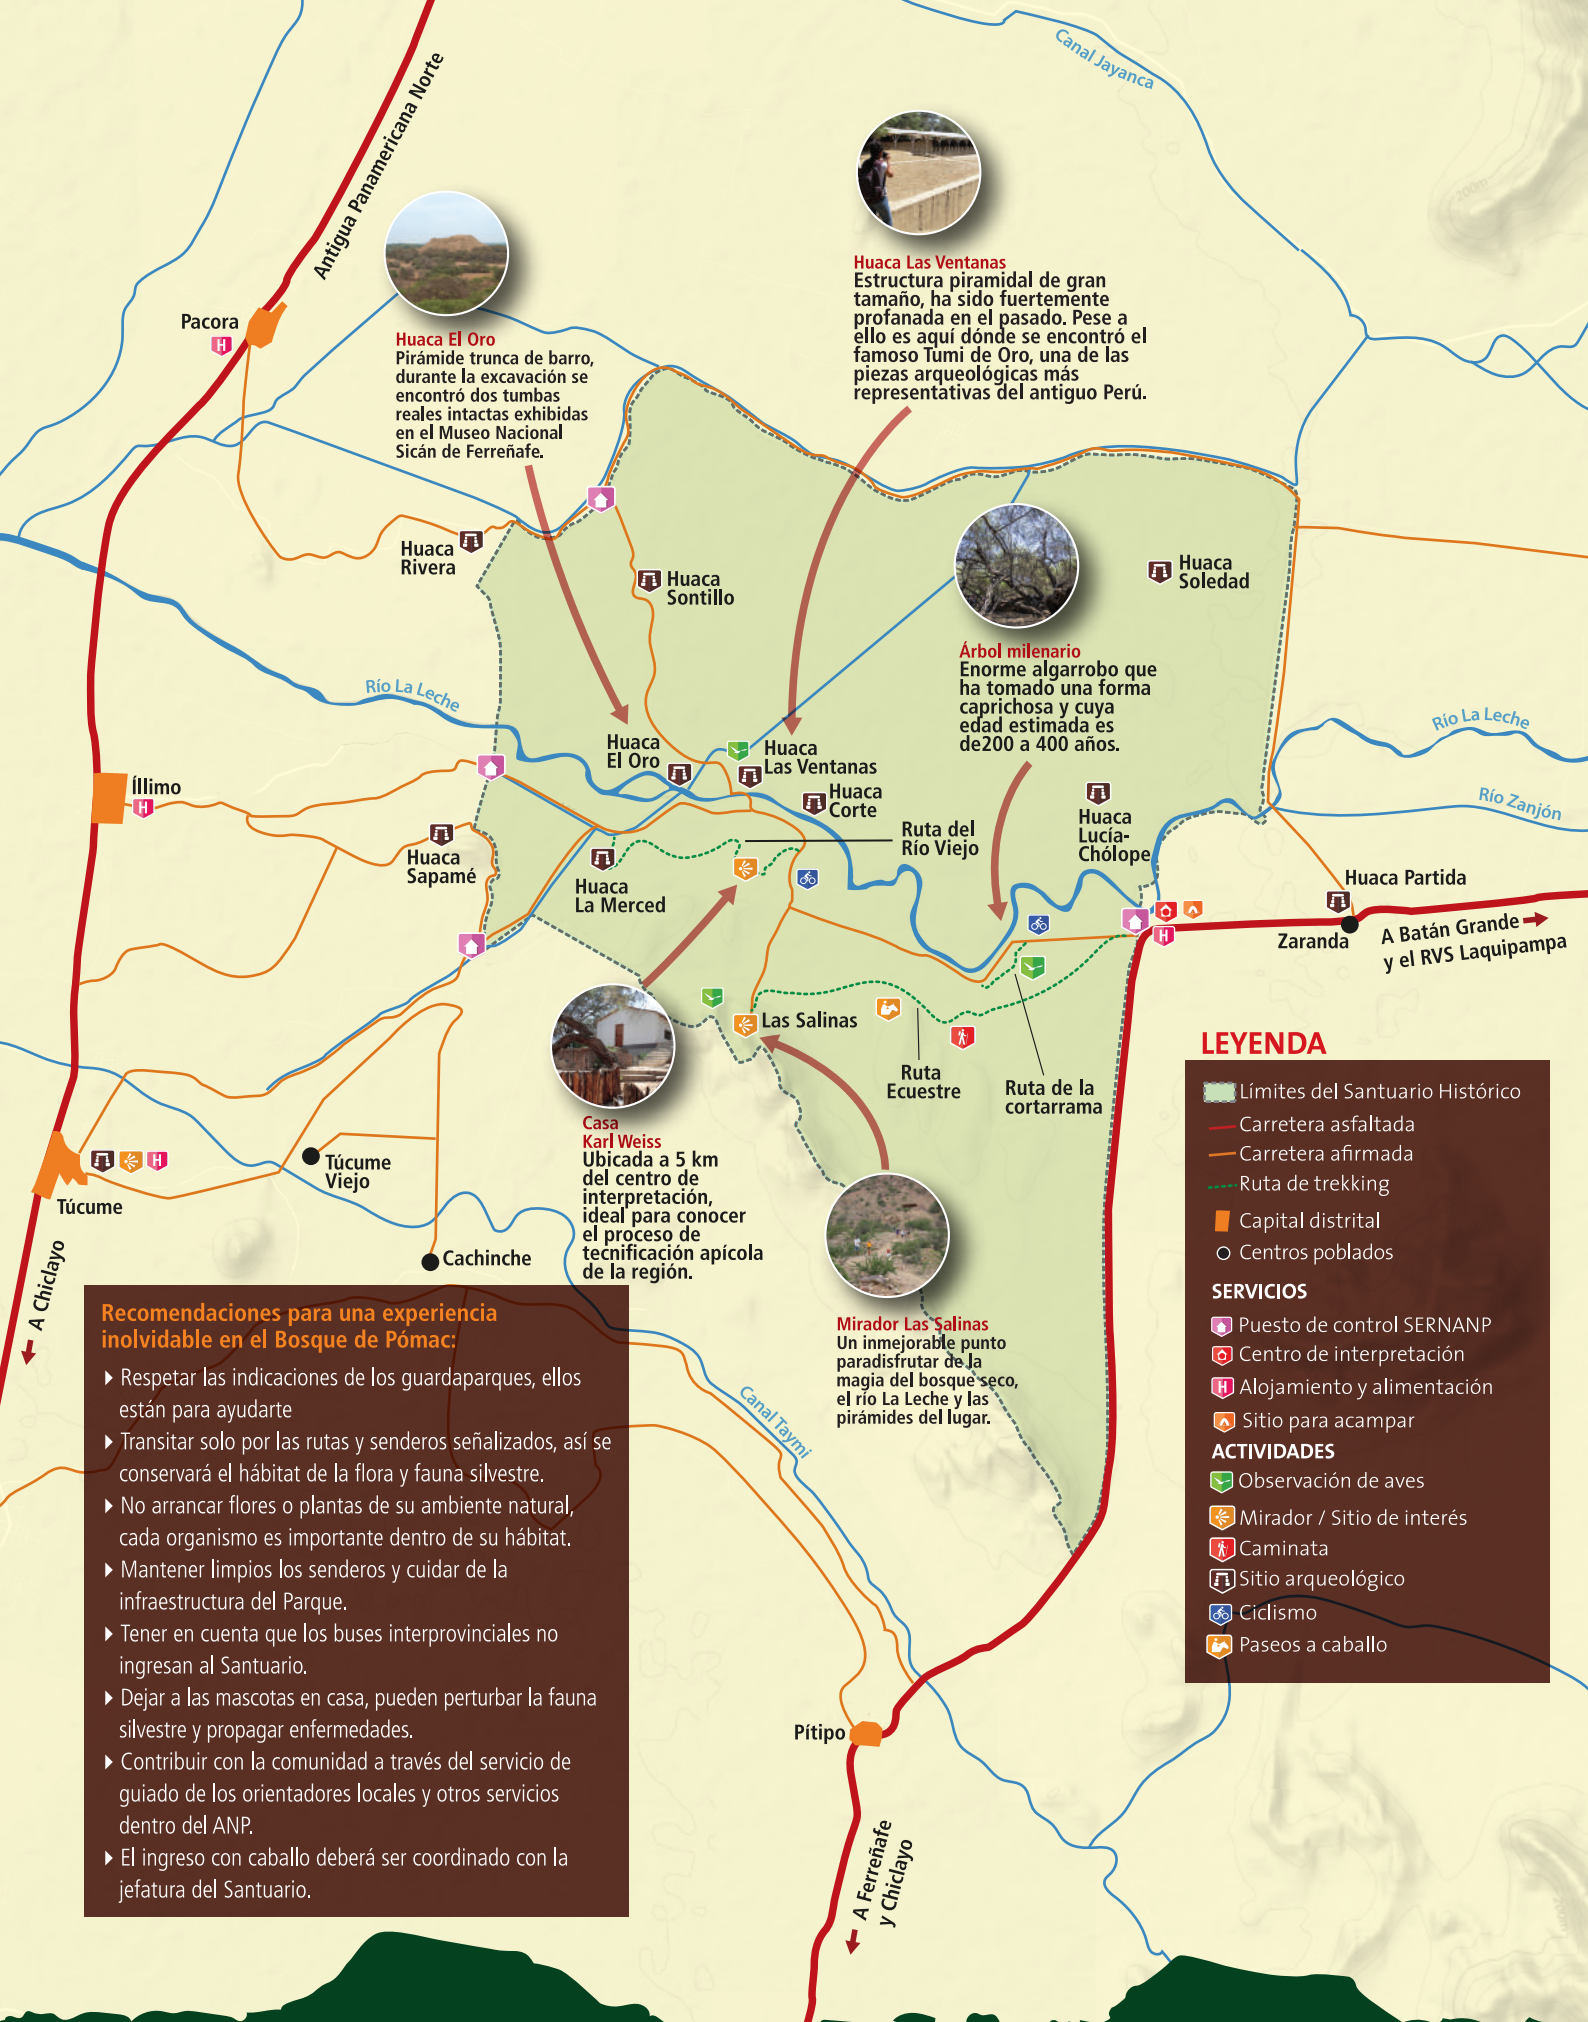 Canal Jayanca
200m
Antigua Panamericana Norte
Pacora
Huaca El Oro
Pirámide trunca de barro,
durante la excavación se
encontró dos tumbas
reales intactas exhibidas
en el Museo Nacional
Sicán de Ferreñafe.
Huaca Las Ventanas
Estructura piramidal de gran
tamaño, ha sido fuertemente
profanada en el pasado. Pese a
ello es aquí dónde se encontró el
famoso Tumi de Oro, una de las
piezas arqueológicas más
representativas del antiguo Perú.
Huaca
Rivera
Huaca
Sontillo
Huaca
Soledad
Árbol milenario
Enorme algarrobo que
ha tomado una forma
caprichosa y cuya
edad estimada es
de200 a 400 años.
Río La Leche
Río La Leche
Río Zanjón
Huaca
El Oro
Huaca
Las Ventanas
Huaca
Corte
Íllimo
Huaca
Sapamé
Huaca
La Merced
Ruta del
Río Viejo
Huaca
Lucía-
Chólope
Huaca Partida
Zaranda
A Batán Grande
y el RVS Laquipampa
Las Salinas
Ruta
Ecuestre
Ruta de la
cortarrama
Casa
Karl Weiss
Ubicada a 5 km
del centro de
interpretación,
ideal para conocer
el proceso de
tecnificación apícola
de la región.
Túcume
Viejo
Túcume
Cachinche
A Chiclayo
Mirador Las Salinas
Un inmejorable punto
paradisfrutar de la
magia del bosque seco,
el río La Leche y las
pirámides del lugar.
Canal Taymi
Pítipo
A Ferreñafe
y Chiclayo
200m
LEYENDA
Límites del Santuario Histórico
Carretera asfaltada
Carretera afirmada
Ruta de trekking
Capital distrital
Centros poblados
SERVICIOS
Puesto de control SERNANP
Centro de interpretación
H Alojamiento y alimentación
Sitio para acampar
ACTIVIDADES
Observación de aves
Mirador / Sitio de interés
Caminata
Sitio arqueológico
Ciclismo
Paseos a caballo
Recomendaciones para una experiencia
inolvidable en el Bosque de Pómac:
Respetar las indicaciones de los guardaparques, ellos
están para ayudarte
Transitar solo por las rutas y senderos señalizados, así se
conservará el hábitat de la flora y fauna silvestre.
No arrancar flores o plantas de su ambiente natural,
cada organismo es importante dentro de su hábitat.
Mantener limpios los senderos y cuidar de la
infraestructura del Parque.
Tener en cuenta que los buses interprovinciales no
ingresan al Santuario.
Dejar a las mascotas en casa, pueden perturbar la fauna
silvestre y propagar enfermedades.
Contribuir con la comunidad a través del servicio de
guiado de los orientadores locales y otros servicios
dentro del ANP.
El ingreso con caballo deberá ser coordinado con la
jefatura del Santuario.